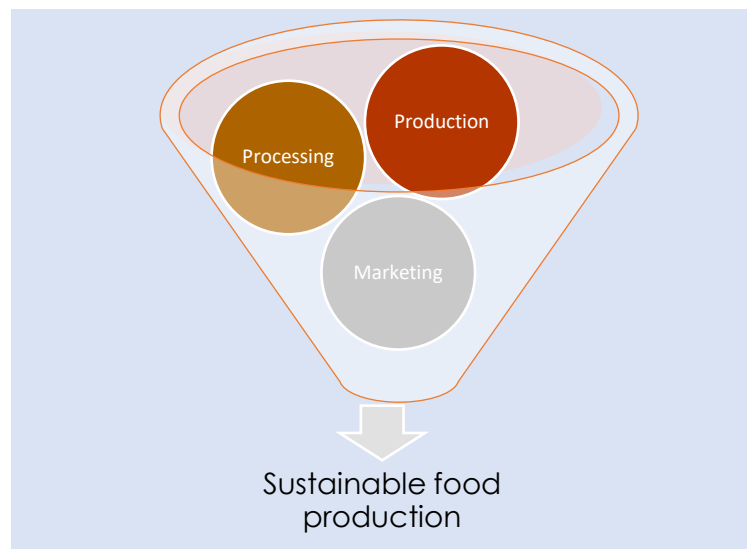 Production
Processing
Marketing
Sustainable food
production